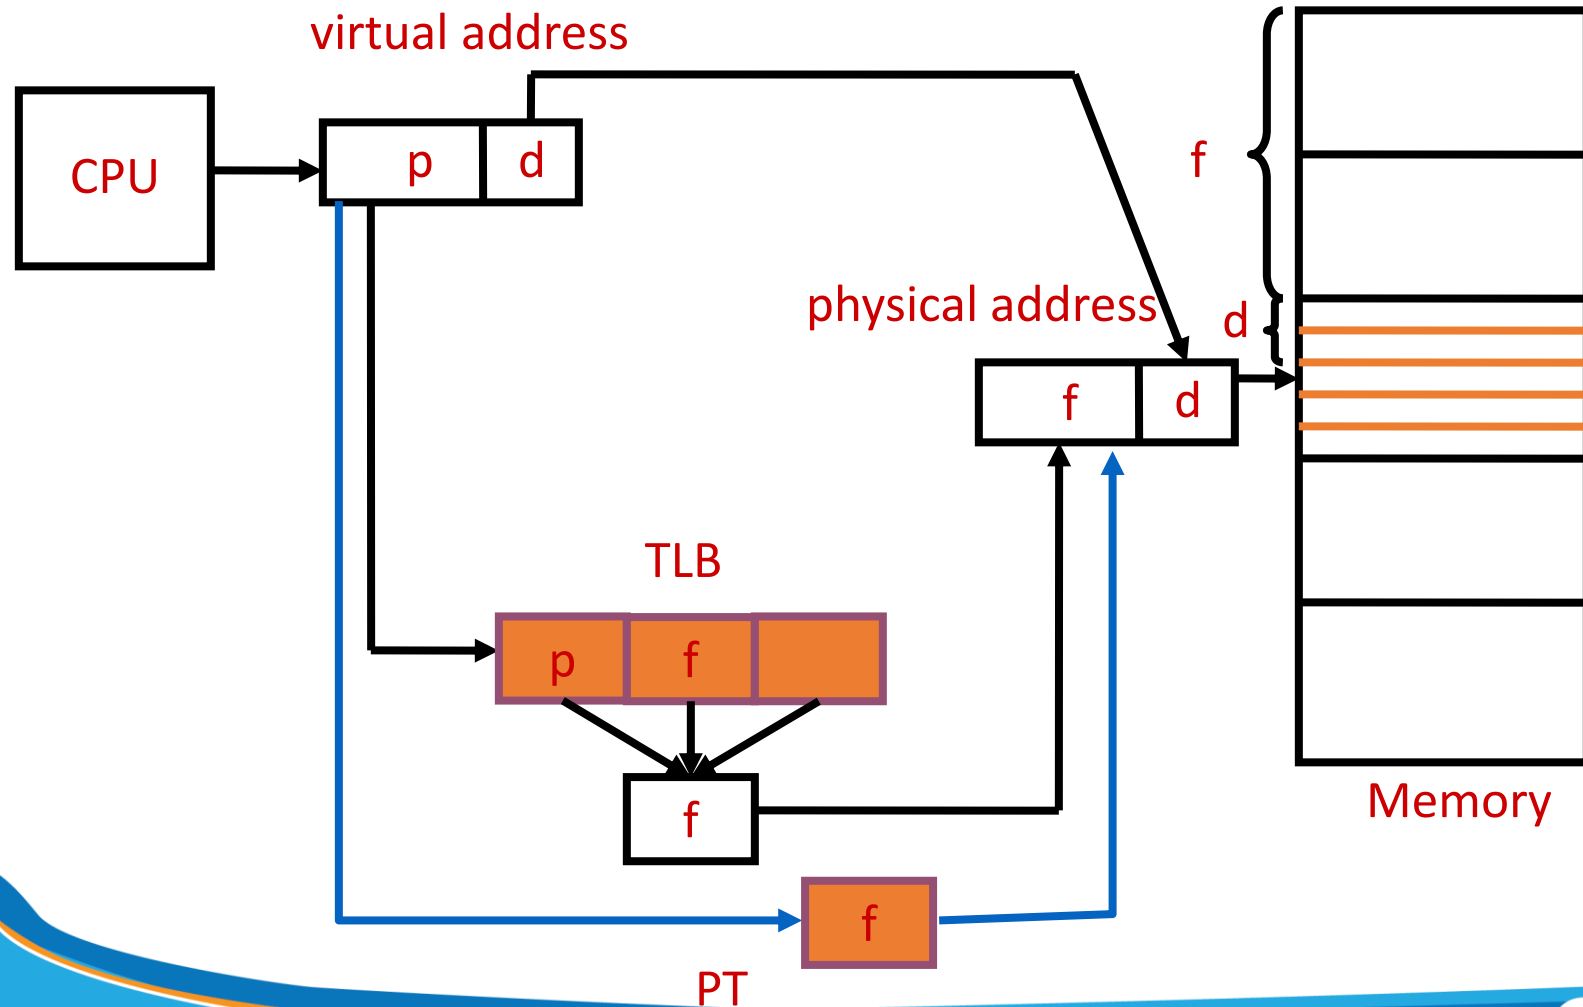 virtual address
CPU
p
d
f
physical address
d
f
d
TLB
p
f
f
Memory
f
PT